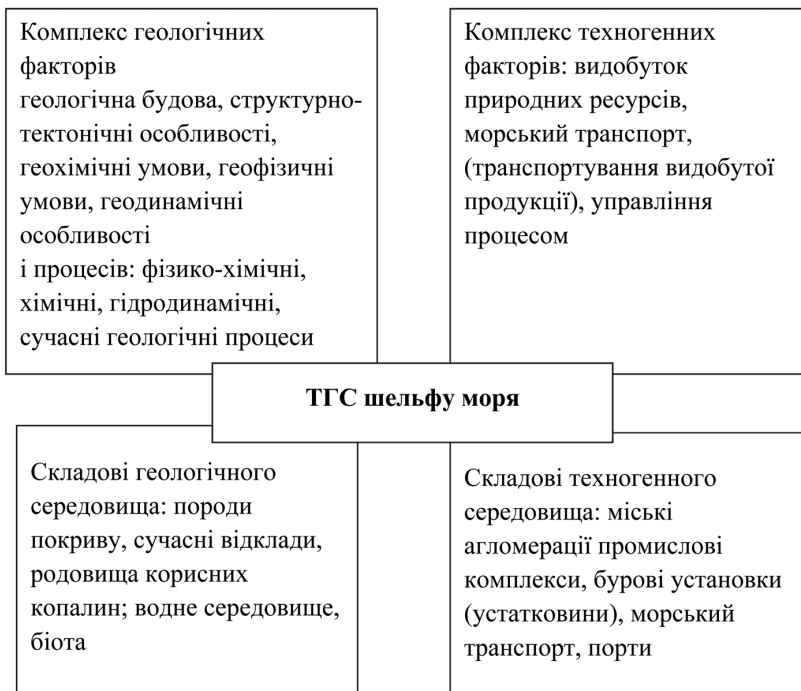 Комплекс геологічних
факторів
геологічна будова, структурно-
тектонічні особливості,
геохімічні умови, геофізичні
умови, геодинамічні
особливості
і процесів: фізико-хімічні,
хімічні, гідродинамічні,
сучасні геологічні процеси
Комплекс техногенних
факторів: видобуток
природних ресурсів,
морський транспорт,
(транспортування видобутої
продукції), управління
процесом
ТГС шельфу моря
Складові геологічного
середовища: породи
покриву, сучасні відклади,
родовища корисних
копалин; водне середовище,
біота
Складові техногенного
середовища: міські
агломерації промислові
комплекси, бурові установки
(устатковини), морський
транспорт, порти